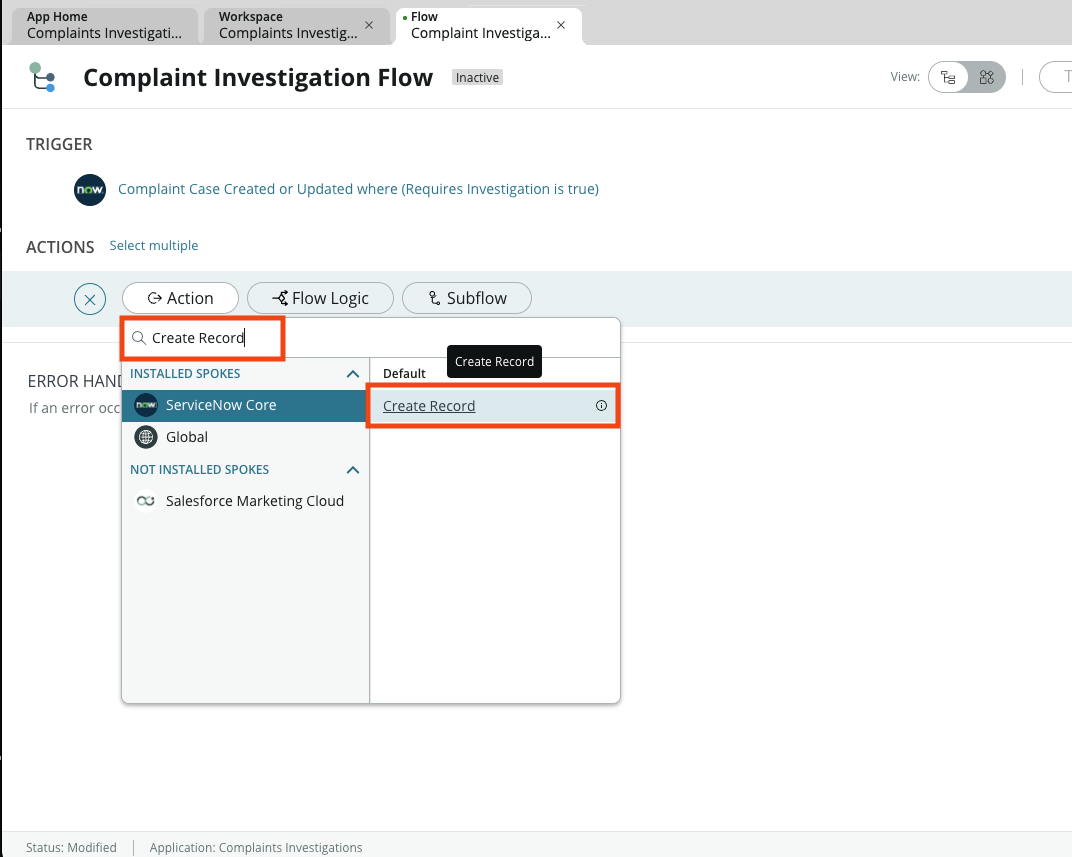 App Home
Complaints Investigati...
Workspace
Complaints Investig...
Flow
Complaint Investiga...
Complaint Investigation Flow
Inactive
View:
T
TRIGGER
now
Complaint Case Created or Updated where (Requires Investigation is true)
ACTIONS
Select multiple
Action
Flow Logic
Subflow
Create Record
Create Record
INSTALLED SPOKES
Default
now
ServiceNow Core
Create Record
Global
NOT INSTALLED SPOKES
Salesforce Marketing Cloud
ERROR HAND
If an error occ
Status: Modified
Application: Complaints Investigations